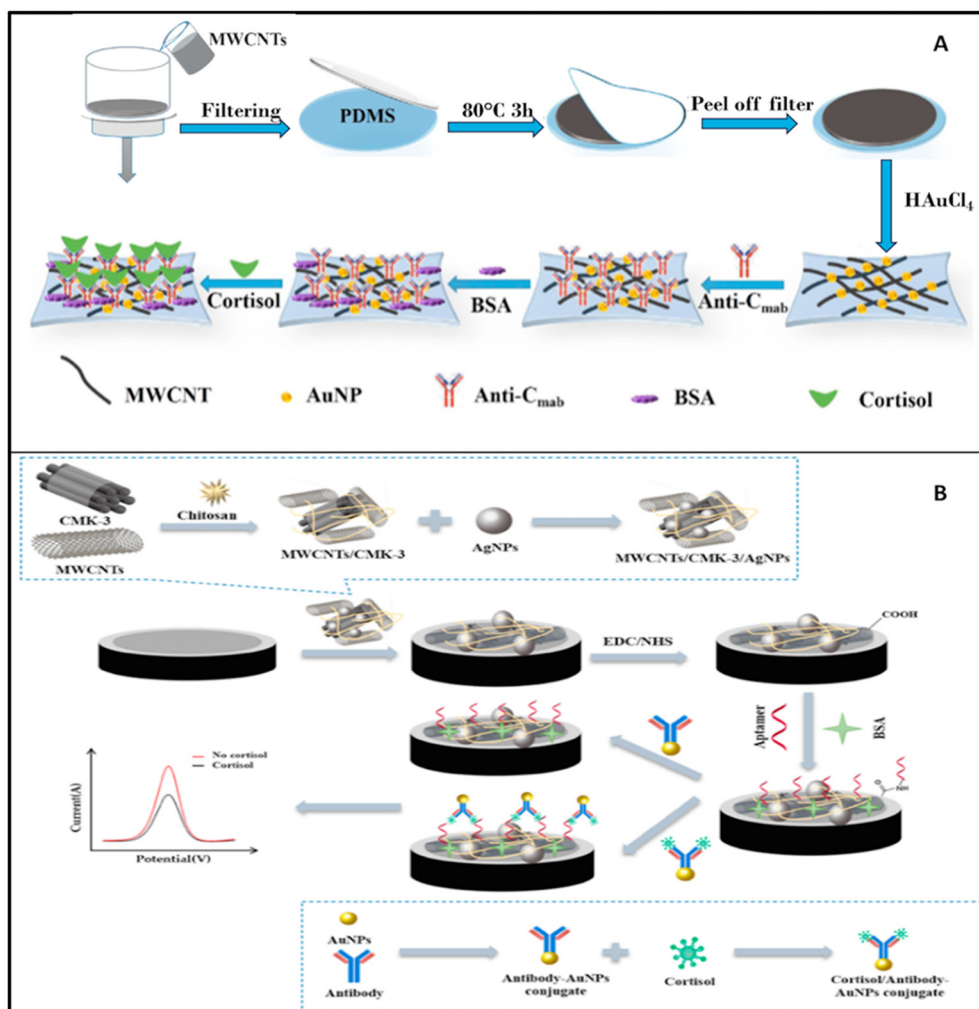 MWCNTs
A
Filtering
PDMS
80°C 3h
Peel off filter
HAuCl4
Cortisol
BSA
Anti-Cmab
MWCNT
AuNP
Anti-Cmab
BSA
Cortisol
B
CMK-3
MWCNTs
Chitosan
MWCNTs/CMK-3
AgNPs
MWCNTs/CMK-3/AgNPs
EDC/NHS
COOH
Aptamer
BSA
O
NH
No cortisol
Cortisol
Current(A)
Potential(V)
AuNPs
Antibody
Antibody-AuNPs
conjugate
Cortisol
Cortisol/Antibody-
AuNPs conjugate